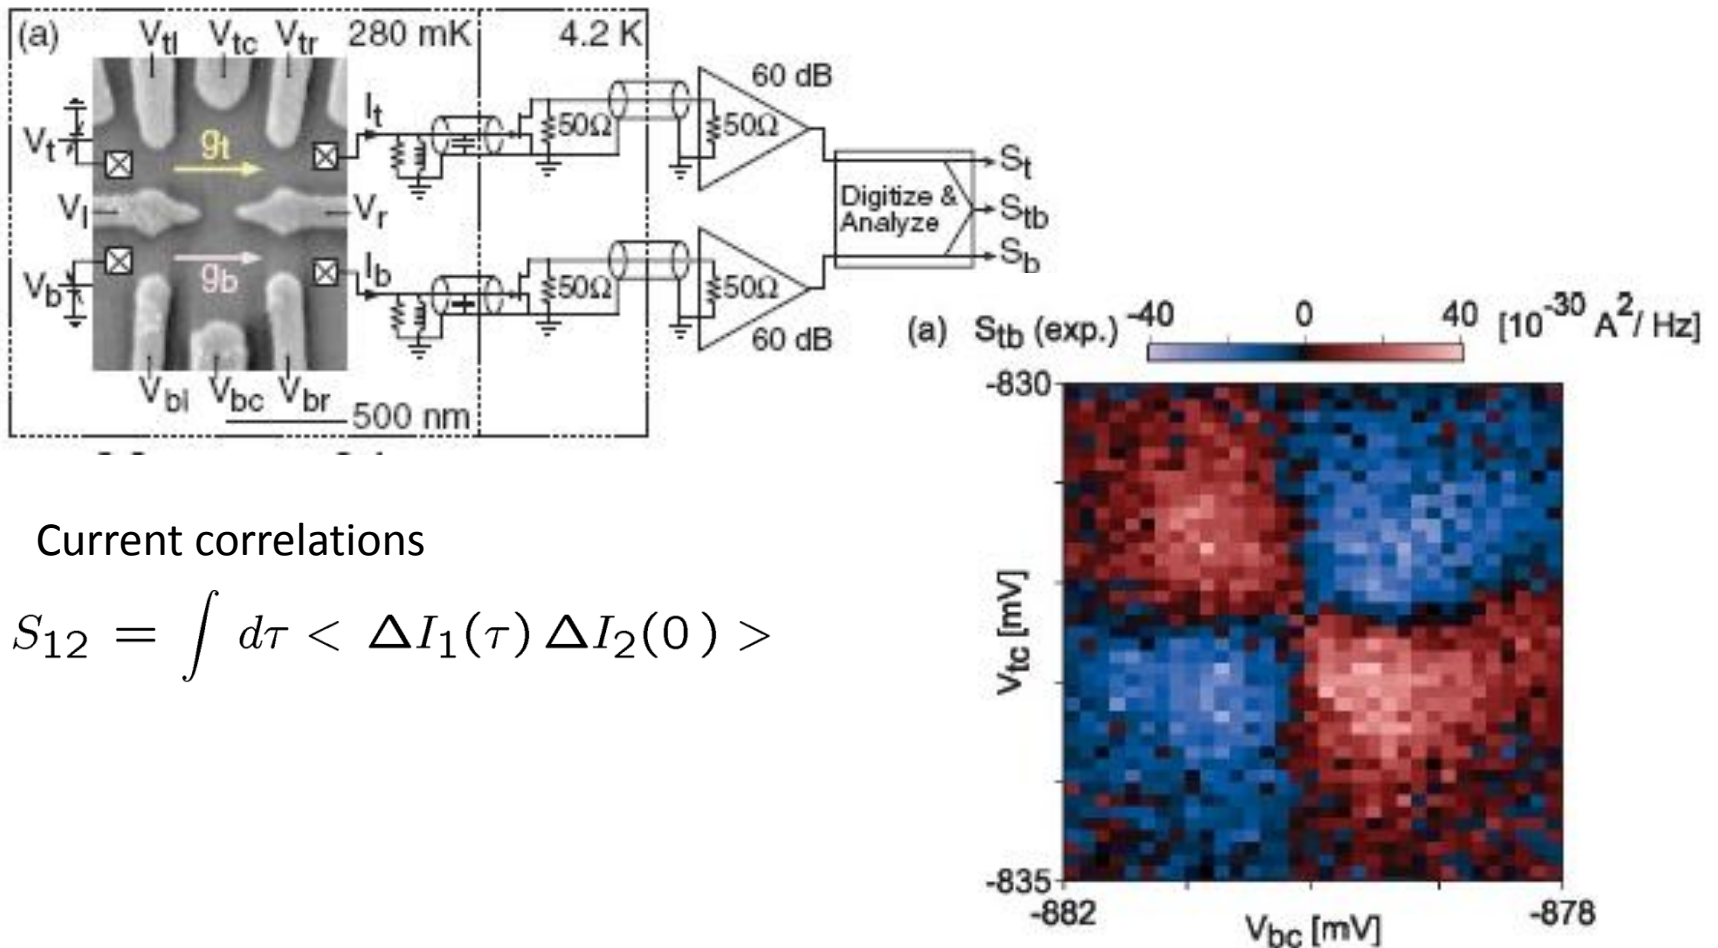 (a) V_tl V_tc V_tr 280 mK 4.2 K
60 dB
V_t g_t I_t 50Ω 50Ω
S_t
V_l V_r Digitize & Analyze S_tb
S_b
V_b g_b I_b 50Ω 50Ω
60 dB
V_bl V_bc V_br
500 nm
(a) S_tb (exp.) -40 0 40 [10^-30 A^2/ Hz]
-830
Current correlations
S_12 = ∫ dτ < ΔI_1(τ) ΔI_2(0) >
V_tc [mV]
-835
-882 -878
V_bc [mV]